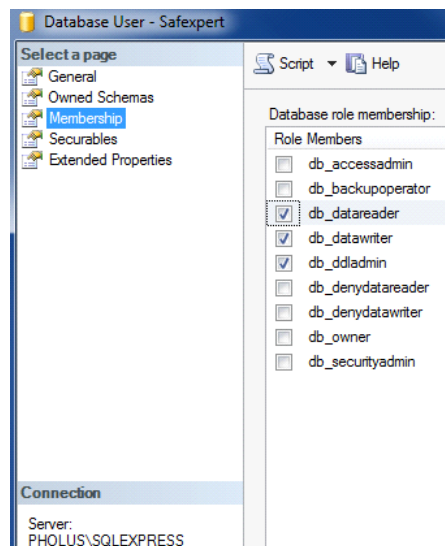 Database User - Safexpert
Select a page
General
Owned Schemas
Membership
Securables
Extended Properties
Script
Help
Database role membership:
Role Members
db_accessadmin
db_backupoperator
db_datareader
db_datawriter
db_ddladmin
db_denydatareader
db_denydatawriter
db_owner
db_securityadmin
Connection
Server:
PHOLUS\SQLEXPRESS